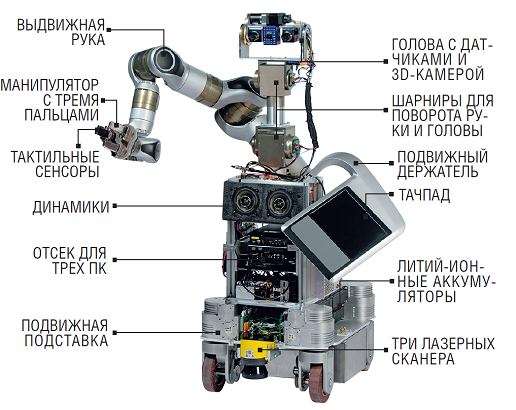 ВЫДВИЖНАЯ
РУКА
МАНИПУЛЯТОР
С ТРЕМЯ
ПАЛЬЦАМИ
ТАКТИЛЬНЫЕ
СЕНСОРЫ
ДИНАМИКИ
ОТСЕК ДЛЯ
ТРЕХ ПК
ПОДВИЖНАЯ
ПОДСТАВКА
ГОЛОВА С ДАТ-
ЧИКАМИ И
3D-КАМЕРОЙ
ШАРНИРЫ ДЛЯ
ПОВОРОТА РУ-
КИ И ГОЛОВЫ
ПОДВИЖНЫЙ
ДЕРЖАТЕЛЬ
ТАЧПАД
ЛИТИЙ-ИОН-
НЫЕ АККУМУ-
ЛЯТОРЫ
ТРИ ЛАЗЕРНЫХ
СКАНЕРА